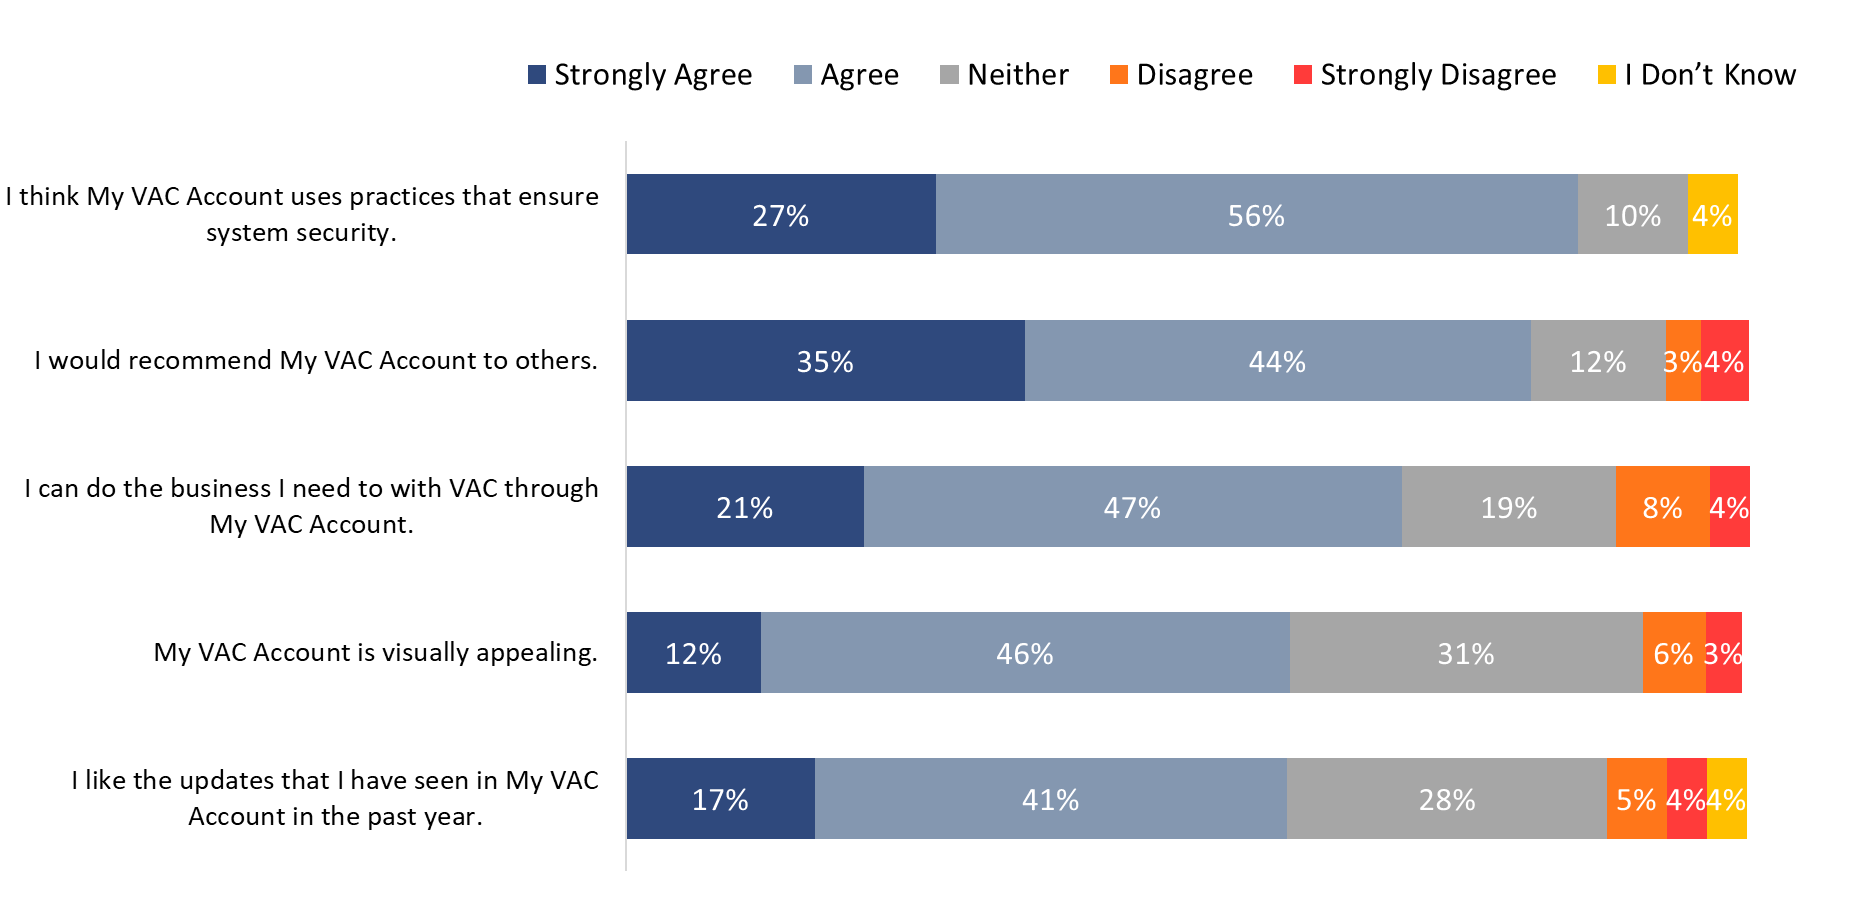 Strongly Agree Agree Neither Disagree Strongly Disagree I Don’t Know
I think My VAC Account uses practices that ensure
system security.
27% 56% 10% 4%
I would recommend My VAC Account to others.
35% 44% 12% 3% 4%
I can do the business I need to with VAC through
My VAC Account.
21% 47% 19% 8% 4%
My VAC Account is visually appealing.
12% 46% 31% 6% 3%
I like the updates that I have seen in My VAC
Account in the past year.
17% 41% 28% 5% 4% 4%